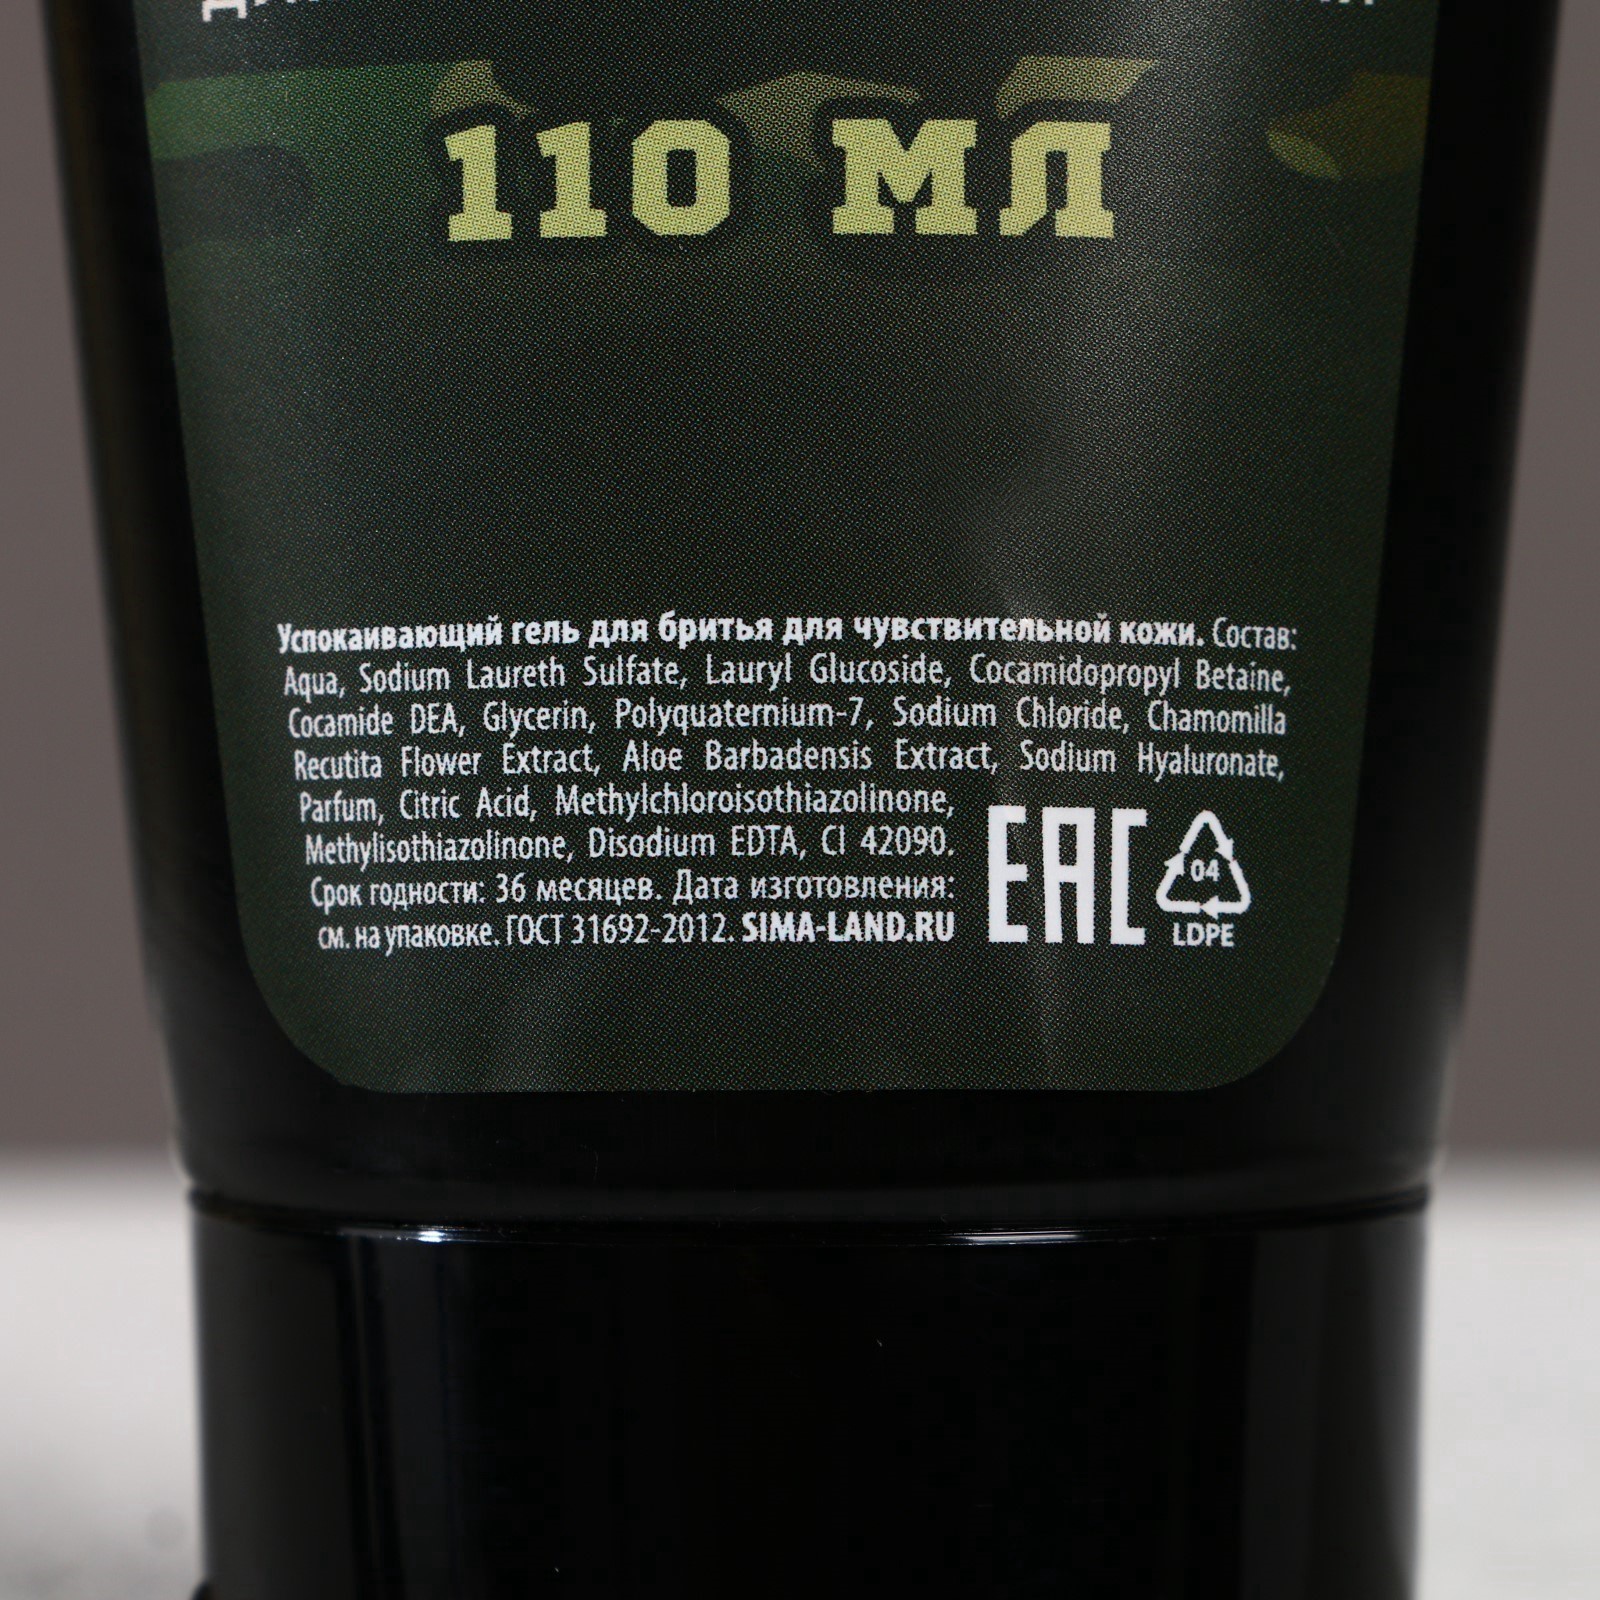 110 МЛ
Успокаивающий гель для бритья для чувствительной кожи. Состав:
Aqua, Sodium Laureth Sulfate, Lauryl Glucoside, Cocamidopropyl Betaine,
Cocamide DEA, Glycerin, Polyquaternium-7, Sodium Chloride, Chamomilla
Recutita Flower Extract, Aloe Barbadensis Extract, Sodium Hyaluronate,
Parfum, Citric Acid, Methylchloroisothiazolinone,
Methylisothiazolinone, Disodium EDTA, CI 42090.
Срок годности: 36 месяцев. Дата изготовления:
см. на упаковке. ГОСТ 31692-2012. SIMA-LAND.RU
EAC
04
LDPE